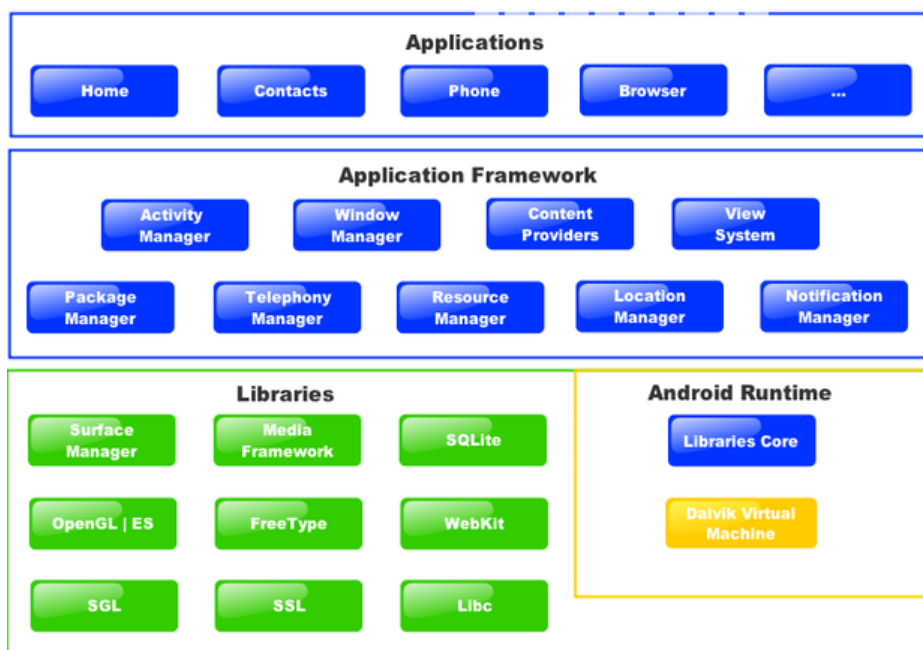 Applications
Home
Contacts
Phone
Browser
...
Application Framework
Activity
Manager
Window
Manager
Content
Providers
View
System
Package
Manager
Telephony
Manager
Resource
Manager
Location
Manager
Notification
Manager
Libraries
Surface
Manager
Media
Framework
SQLite
OpenGL | ES
FreeType
WebKit
SGL
SSL
Libc
Android Runtime
Libraries Core
Dalvik Virtual
Machine